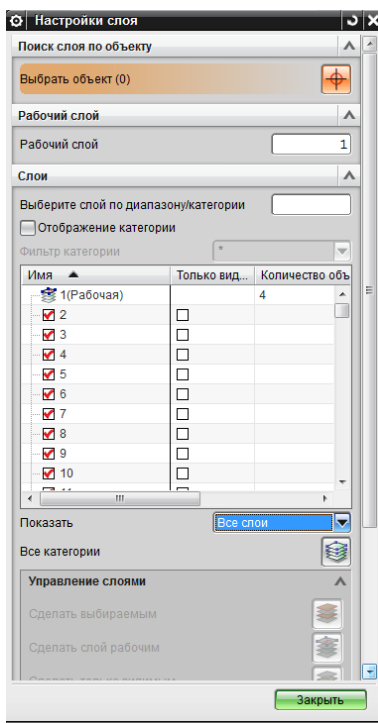 Настройки слоя
Поиск слоя по объекту
Выбрать объект (0)
Рабочий слой
Рабочий слой 1
Слои
Выберите слой по диапазону/категории
Отображение категории
Фильтр категории *
Имя Только вид... Количество объ
1(Рабочая) 4
2
3
4
5
6
7
8
9
10
Показать Все слои
Все категории
Управление слоями
Сделать выбираемым
Сделать слой рабочим
Закрыть